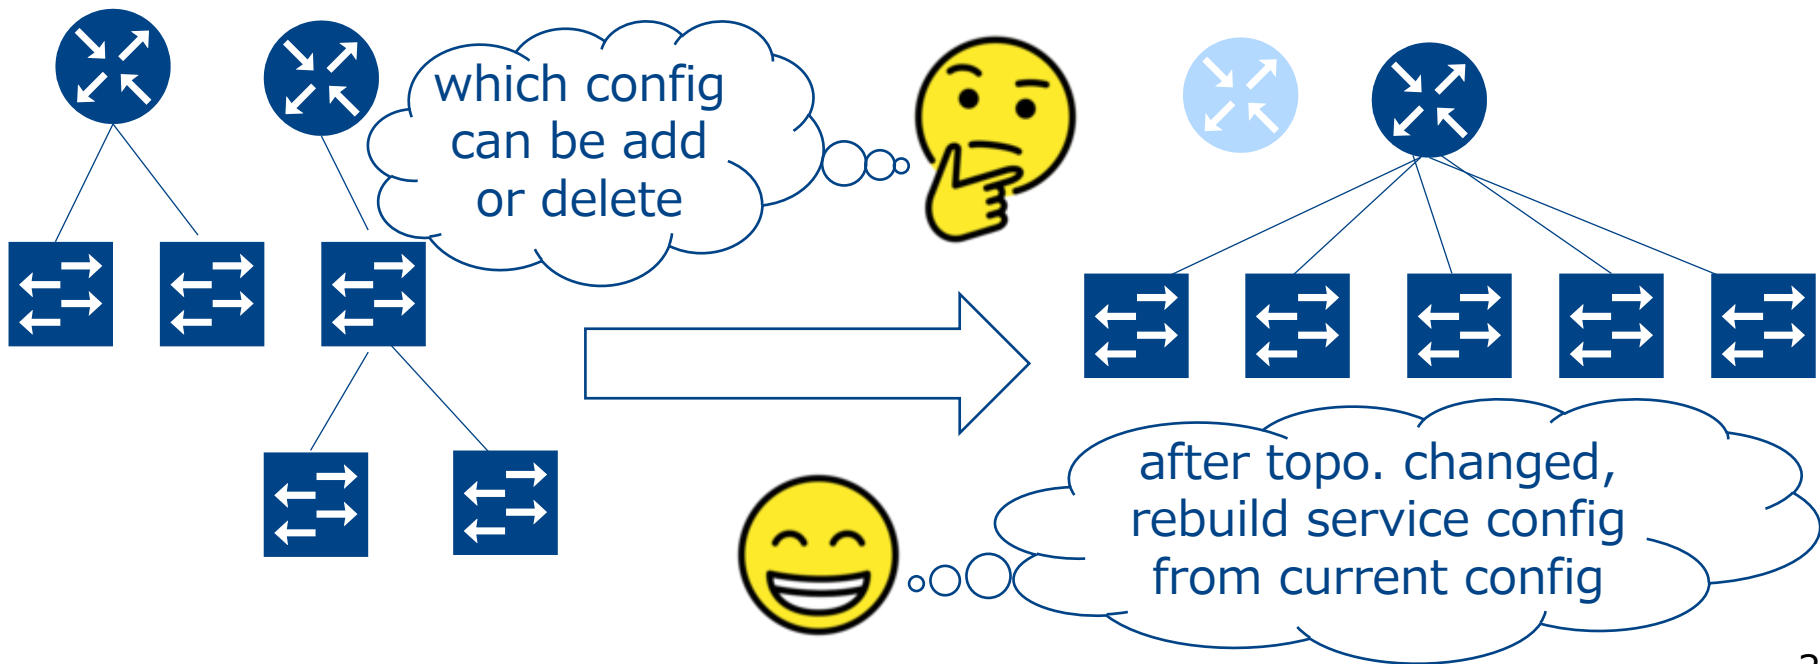 which config
can be add
or delete
after topo. changed,
rebuild service config
from current config